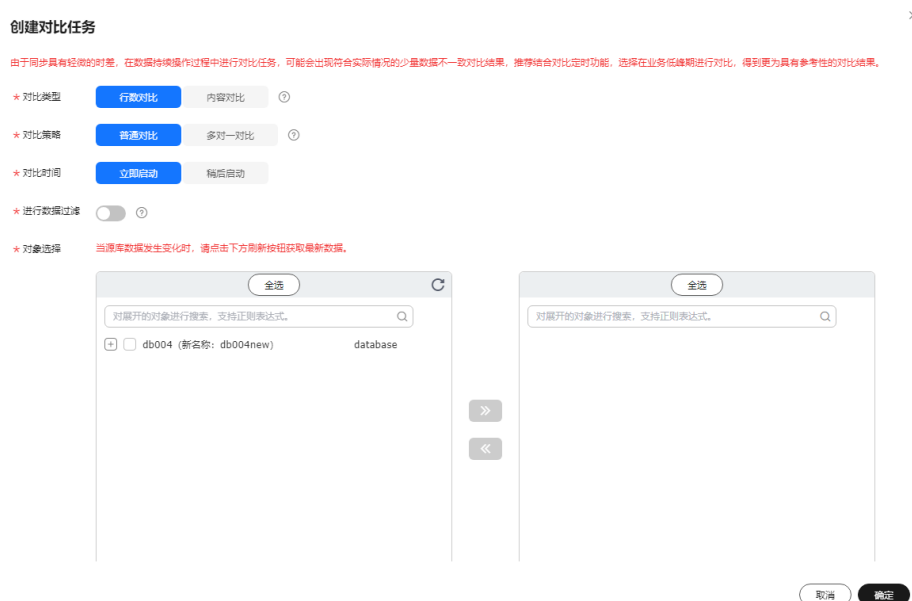 创建对比任务
由于同步具有轻微的时差，在数据持续操作过程中进行对比任务，可能会出现符合实际情况的少量数据不一致对比结果，推荐结合对比定时功能，选择在业务低峰期进行对比，得到更为具有参考性的对比结果。
* 对比类型 行数对比 内容对比 ?
* 对比策略 普通对比 多对一对比 ?
* 对比时间 立即启动 稍后启动
* 进行数据过滤 ?
* 对象选择 当源库数据发生变化时，请点击下方刷新按钮获取最新数据。
全选 全选
对展开的对象进行搜索，支持正则表达式。 对展开的对象进行搜索，支持正则表达式。
db004（新名称：db004new） database
取消 确定